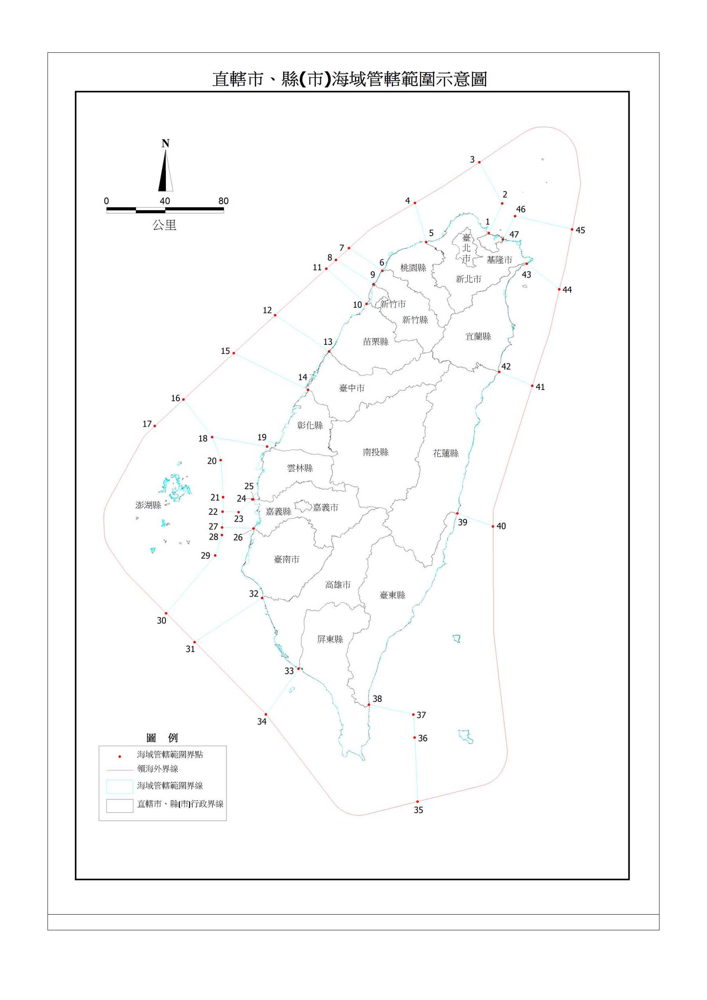 直轄市、縣(市)海域管轄範圍示意圖
N
0 40 80
公里
3
2
4
46
1
45
5
47
臺北市
7
8
6
基隆市
11
桃園縣
9
43
新北市
44
10
新竹市
12
新竹縣
宜蘭縣
13
苗栗縣
15
42
14
臺中市
41
16
17
彰化縣
18
19
南投縣
花蓮縣
20
雲林縣
25
21
24
澎湖縣
嘉義縣
嘉義市
22
23
39
27
40
28
26
29
臺南市
高雄市
32
臺東縣
30
屏東縣
31
33
38
37
34
36
35
圖 例
海域管轄範圍界點
領海外界線
海域管轄範圍界線
直轄市、縣(市)行政界線